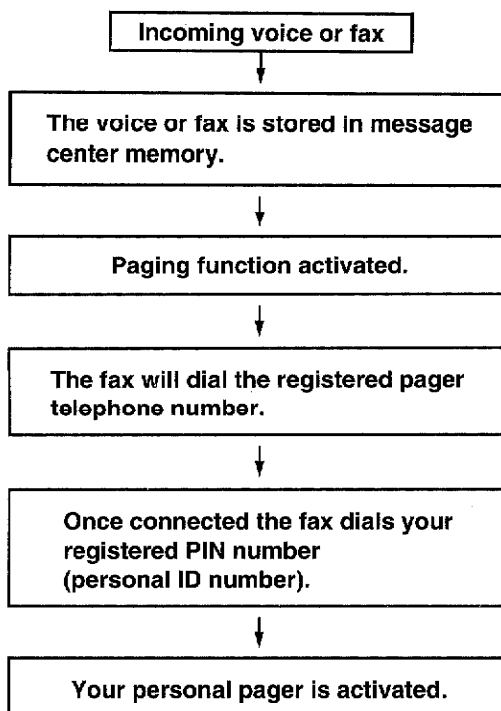 Incoming voice or fax
The voice or fax is stored in message
center memory.
Paging function activated.
The fax will dial the registered pager
telephone number.
Once connected the fax dials your
registered PIN number
(personal ID number).
Your personal pager is activated.